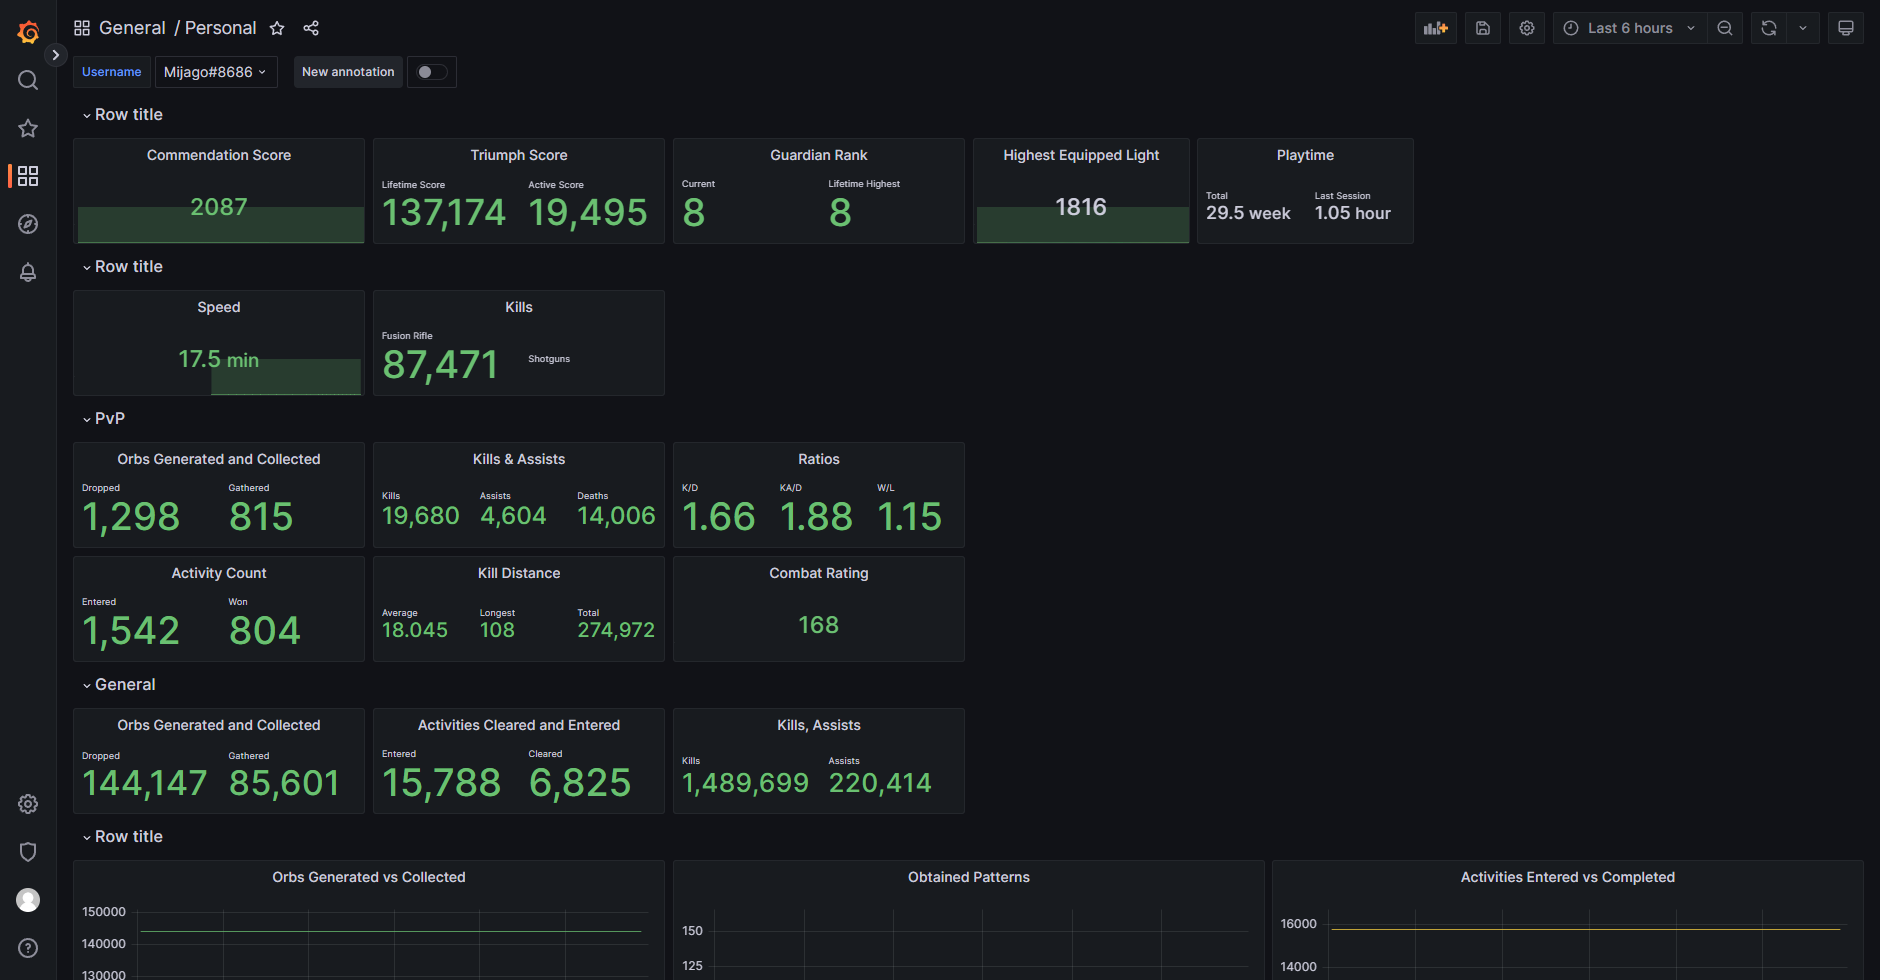 General / Personal
Last 6 hours
Username Mijago#8686 New annotation
Row title
Commendation Score
2087
Triumph Score
Lifetime Score Active Score
137,174 19,495
Guardian Rank
Current Lifetime Highest
8 8
Highest Equipped Light
1816
Playtime
Total Last Session
29.5 week 1.05 hour
Row title
Speed
17.5 min
Kills
Fusion Rifle
87,471
Shotguns
PvP
Orbs Generated and Collected
Dropped Gathered
1,298 815
Kills & Assists
Kills Assists Deaths
19,680 4,604 14,006
Ratios
K/D KA/D W/L
1.66 1.88 1.15
Activity Count
Entered Won
1,542 804
Kill Distance
Average Longest Total
18.045 108 274,972
Combat Rating
168
General
Orbs Generated and Collected
Dropped Gathered
144,147 85,601
Activities Cleared and Entered
Entered Cleared
15,788 6,825
Kills, Assists
Kills Assists
1,489,699 220,414
Row title
Orbs Generated vs Collected
150000
140000
130000
Obtained Patterns
150
125
Activities Entered vs Completed
16000
14000